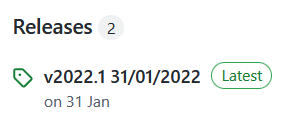 Releases 2
v2022.1 31/01/2022 Latest
on 31 Jan